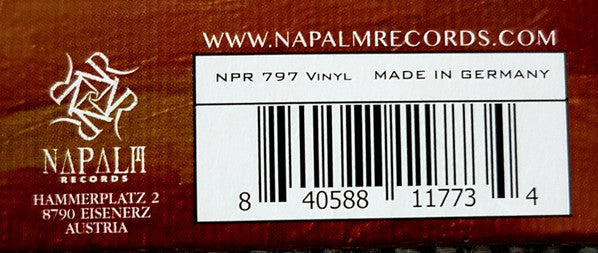 WWW.NAPALMRECORDS.COM
NPR 797 VINYL MADE IN GERMANY
NAPALM
RECORDS
HAMMERPLATZ 2
8790 EISENERZ
AUSTRIA
8 40588 11773 4